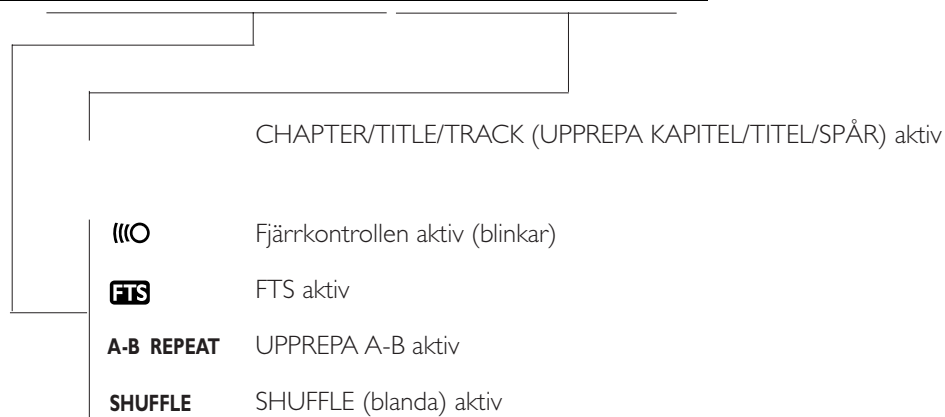 CHAPTER/TITLE/TRACK (UPPREPA KAPITEL/TITEL/SPÅR) aktiv
Fjärrkontrollen aktiv (blinkar)
FTS FTS aktiv
A-B REPEAT UPPREPA A-B aktiv
SHUFFLE SHUFFLE (blanda) aktiv